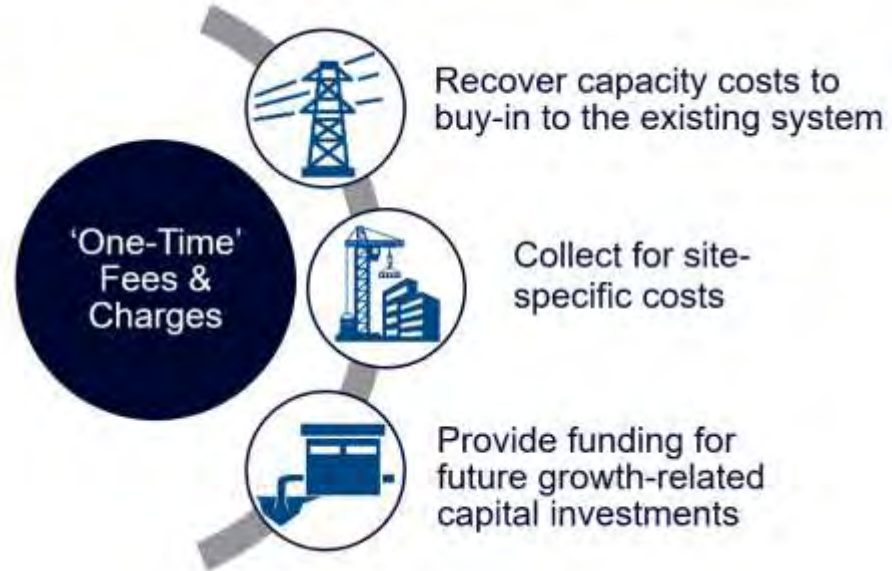 ‘One-Time’
Fees &
Charges
Recover capacity costs to
buy-in to the existing system
Collect for site-
specific costs
Provide funding for
future growth-related
capital investments